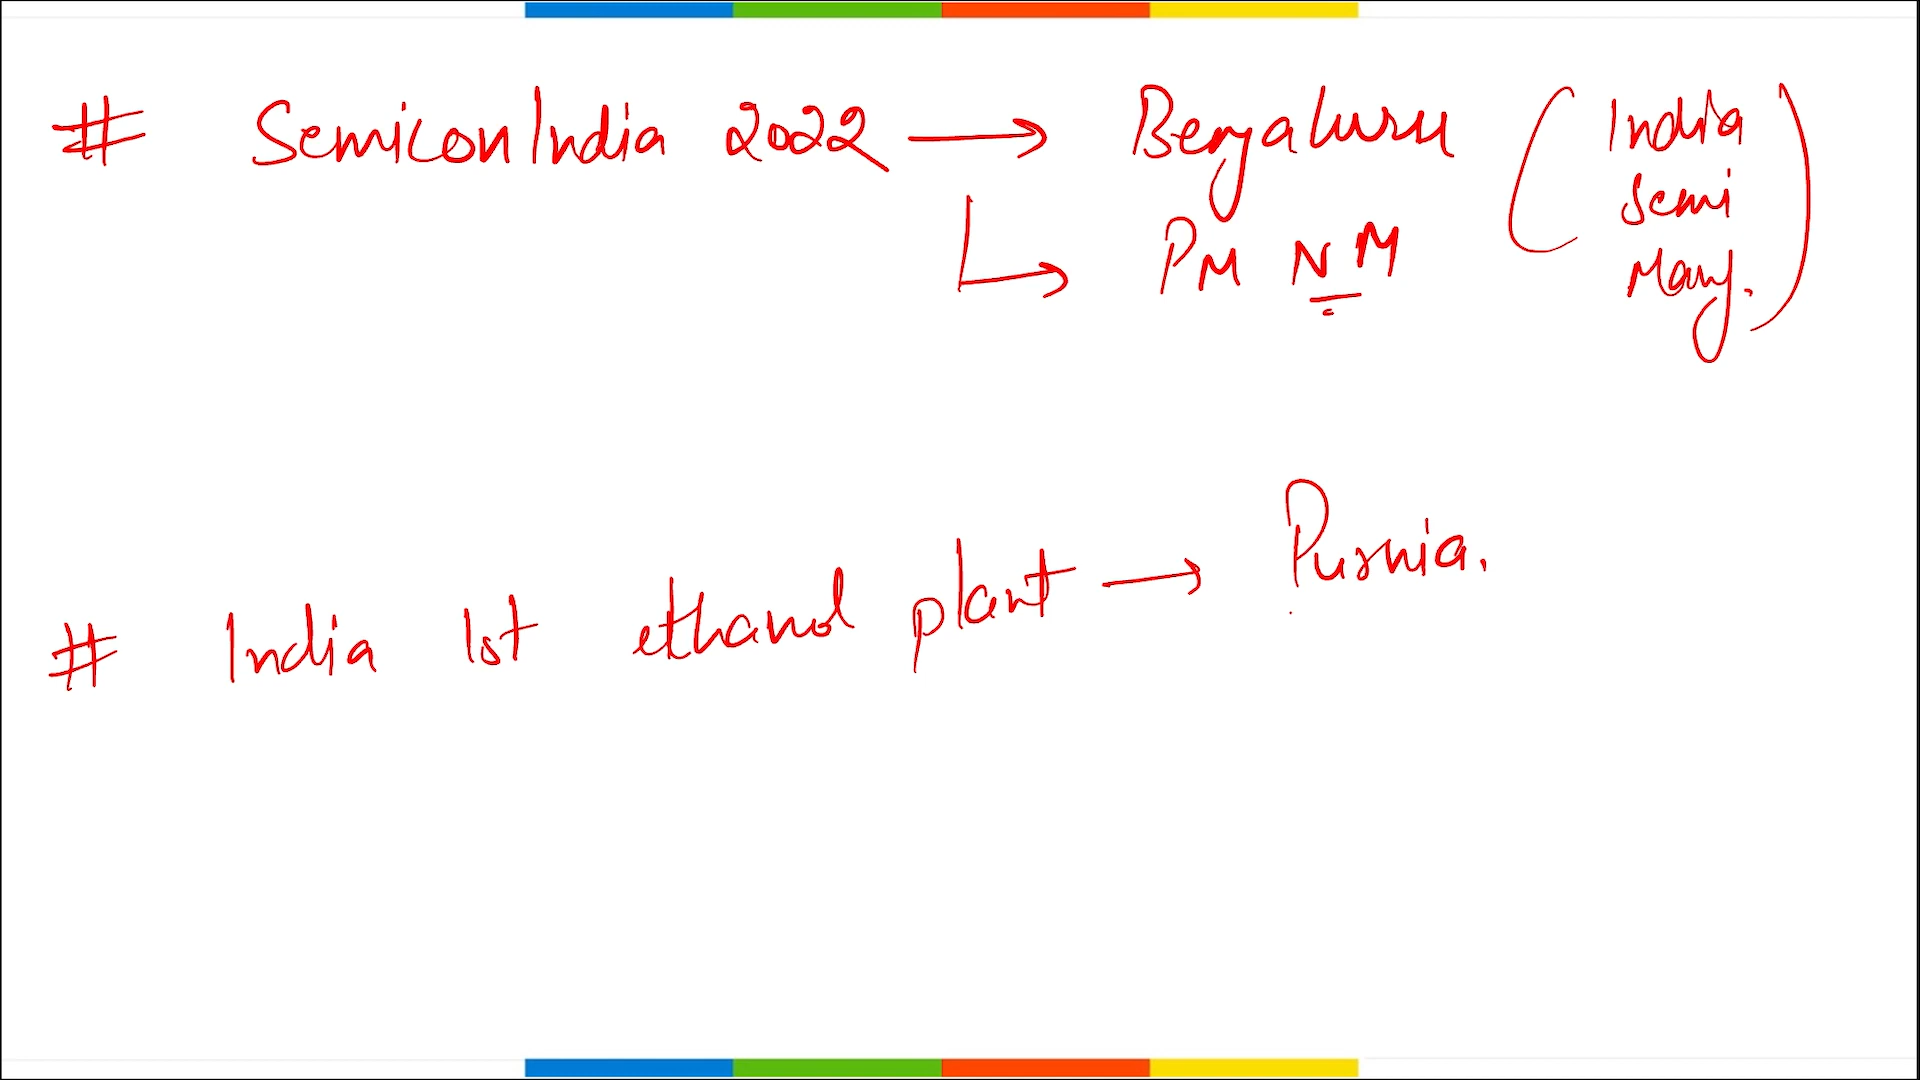 # SemiconIndia 2022 → Bengaluru (India
Semi
Manf.)
↳ PM NM
# India 1st ethanol plant → Purnia.